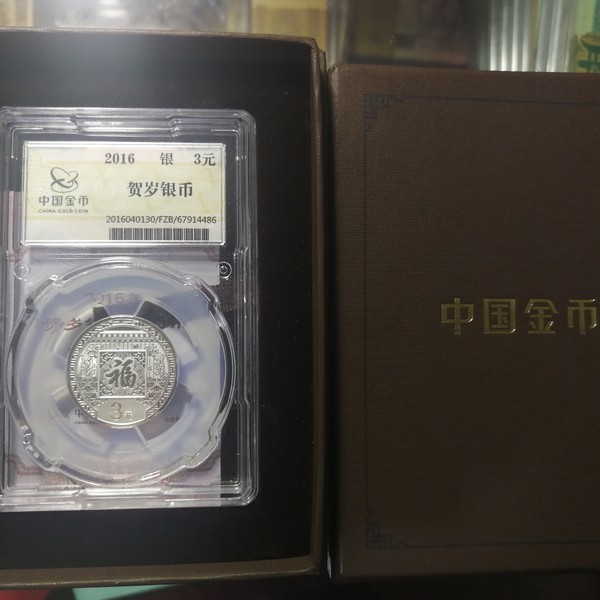 2016 银 3元
中国金币
CHINA GOLD COIN
贺岁银币
2016040130/FZB/67914486
福
3元
中国金币